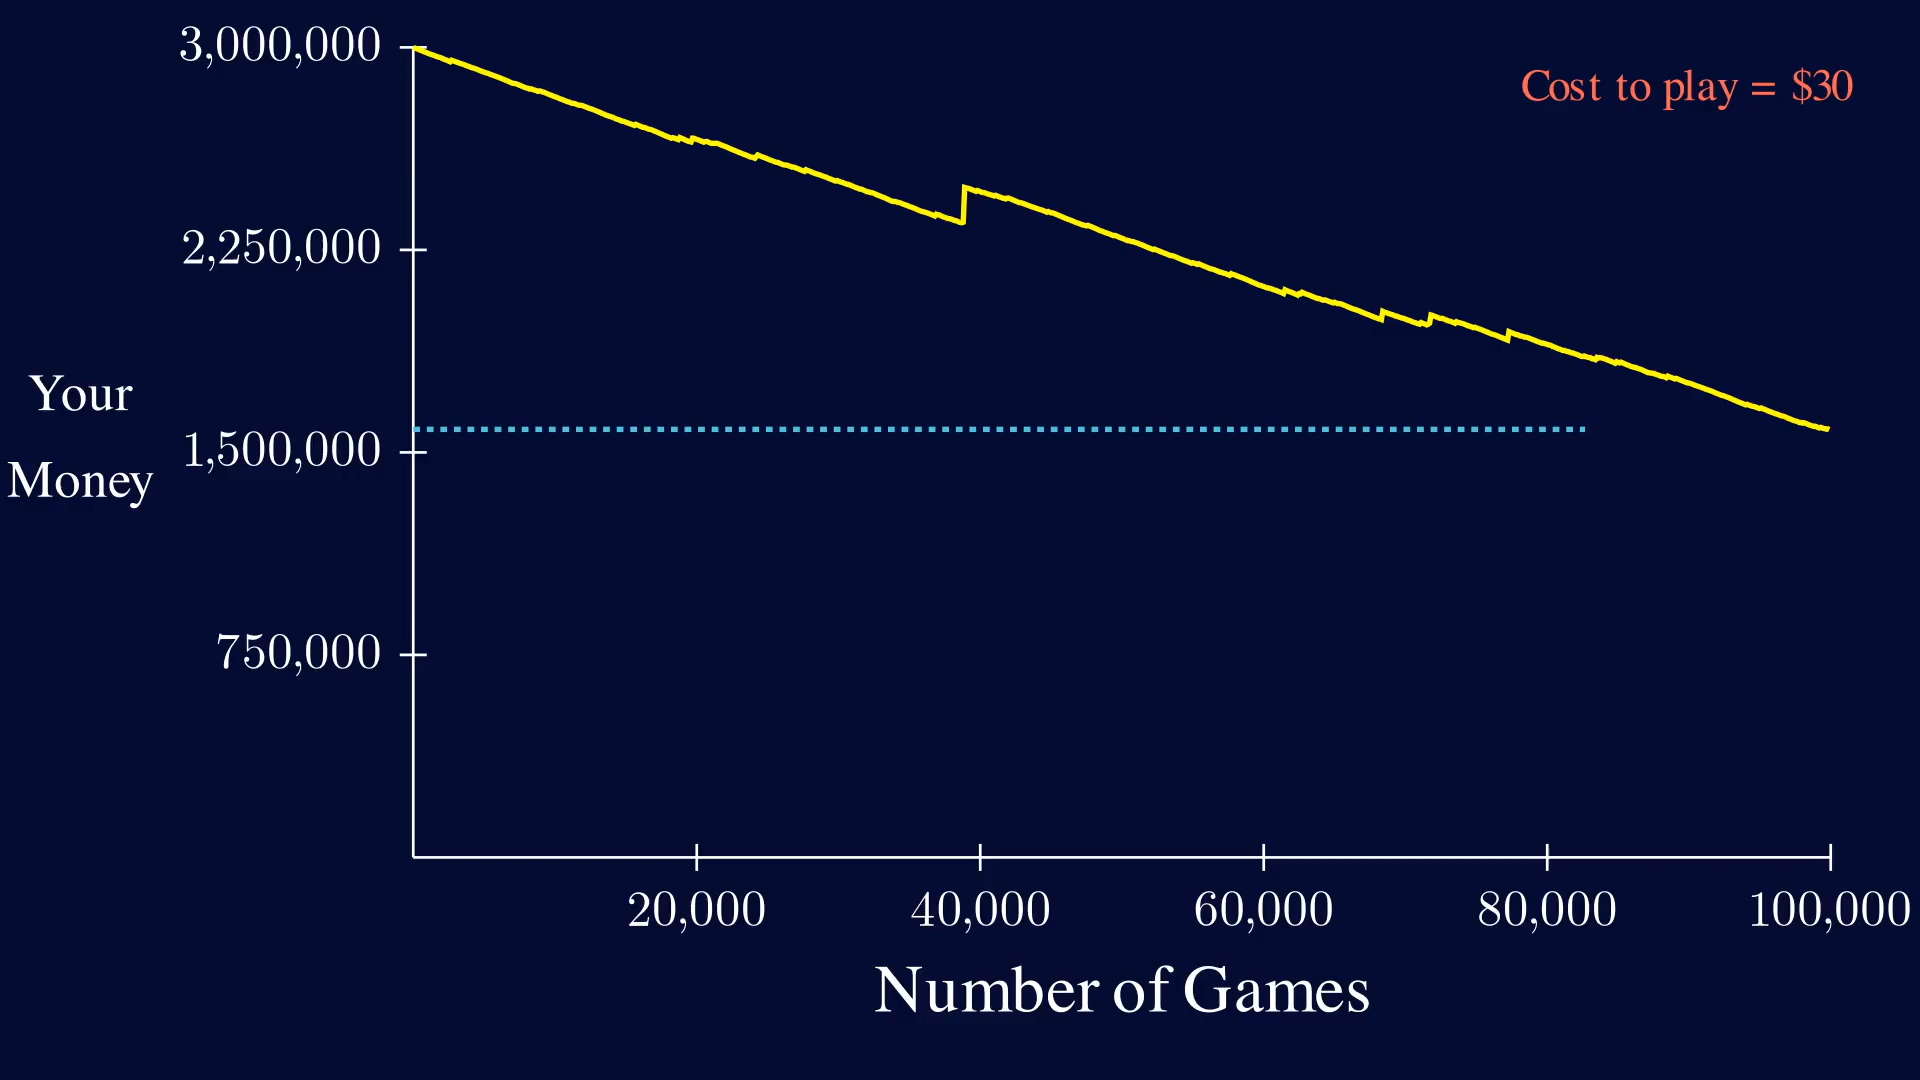 3,000,000
Cost to play = $30
2,250,000
Your
Money
1,500,000
750,000
20,000
40,000
60,000
80,000
100,000
Number of Games